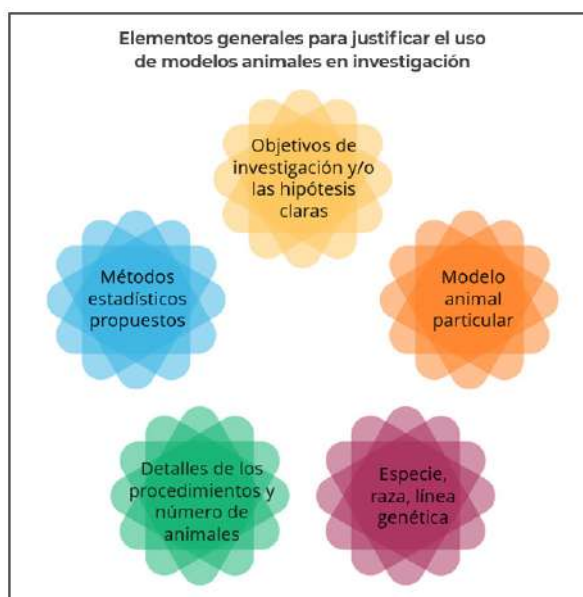 Elementos generales para justificar el uso
de modelos animales en investigación
Objetivos de
investigación y/o
las hipótesis
claras
Modelo
animal
particular
Especie,
raza, línea
genética
Detalles de los
procedimientos y
número de
animales
Métodos
estadísticos
propuestos